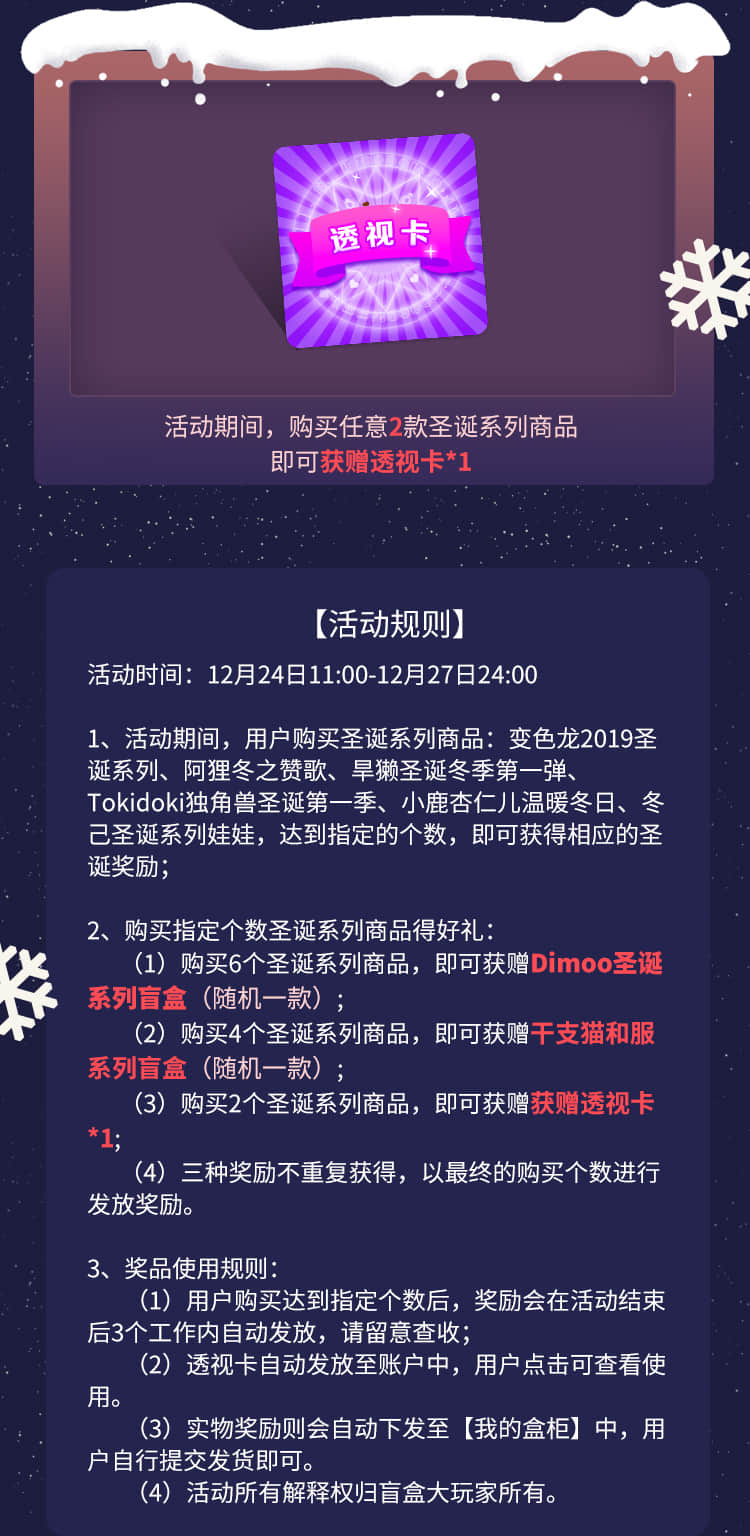 透视卡
活动期间，购买任意2款圣诞系列商品
即可获赠透视卡*1
【活动规则】
活动时间：12月24日11:00-12月27日24:00
1、活动期间，用户购买圣诞系列商品：变色龙2019圣
诞系列、阿狸冬之赞歌、旱獭圣诞冬季第一弹、
Tokidoki独角兽圣诞第一季、小鹿杏仁儿温暖冬日、冬
己圣诞系列娃娃，达到指定的个数，即可获得相应的圣
诞奖励；
2、购买指定个数圣诞系列商品得好礼：
（1）购买6个圣诞系列商品，即可获赠Dimoo圣诞
系列盲盒（随机一款）;
（2）购买4个圣诞系列商品，即可获赠干支猫和服
系列盲盒（随机一款）;
（3）购买2个圣诞系列商品，即可获赠获赠透视卡
*1;
（4）三种奖励不重复获得，以最终的购买个数进行
发放奖励。
3、奖品使用规则：
（1）用户购买达到指定个数后，奖励会在活动结束
后3个工作内自动发放，请留意查收；
（2）透视卡自动发放至账户中，用户点击可查看使
用。
（3）实物奖励则会自动下发至【我的盒柜】中，用
户自行提交发货即可。
（4）活动所有解释权归盲盒大玩家所有。